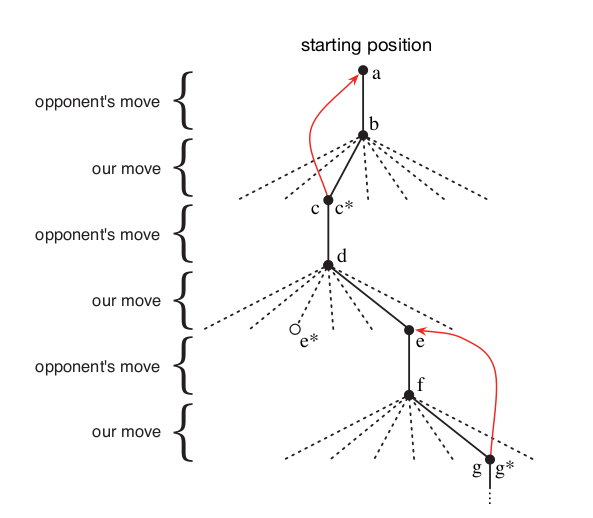 starting position
a
opponent's move
b
our move
c c*
opponent's move
d
our move
e* e
opponent's move
f
our move
g g*